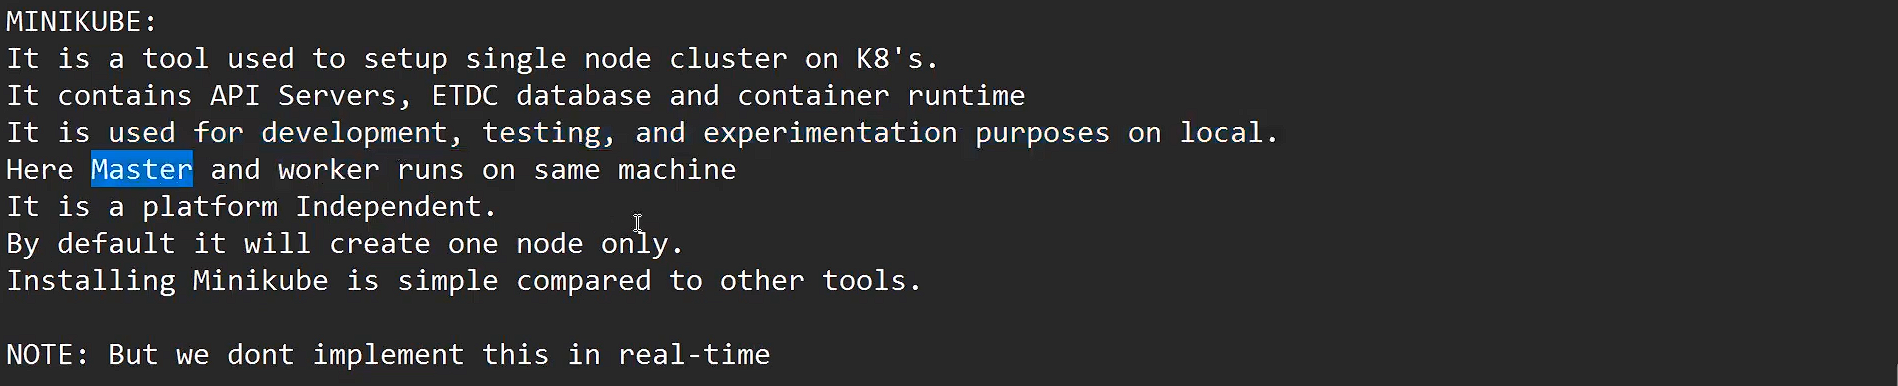 MINIKUBE:
It is a tool used to setup single node cluster on K8's.
It contains API Servers, ETDC database and container runtime
It is used for development, testing, and experimentation purposes on local.
Here Master and worker runs on same machine
It is a platform Independent.
By default it will create one node only.
Installing Minikube is simple compared to other tools.
NOTE: But we dont implement this in real-time